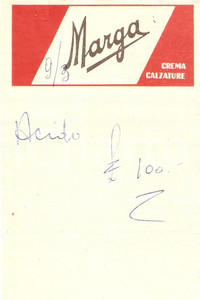 Marga
9/3
CREMA
CALZATURE
Acido
£ 100.-